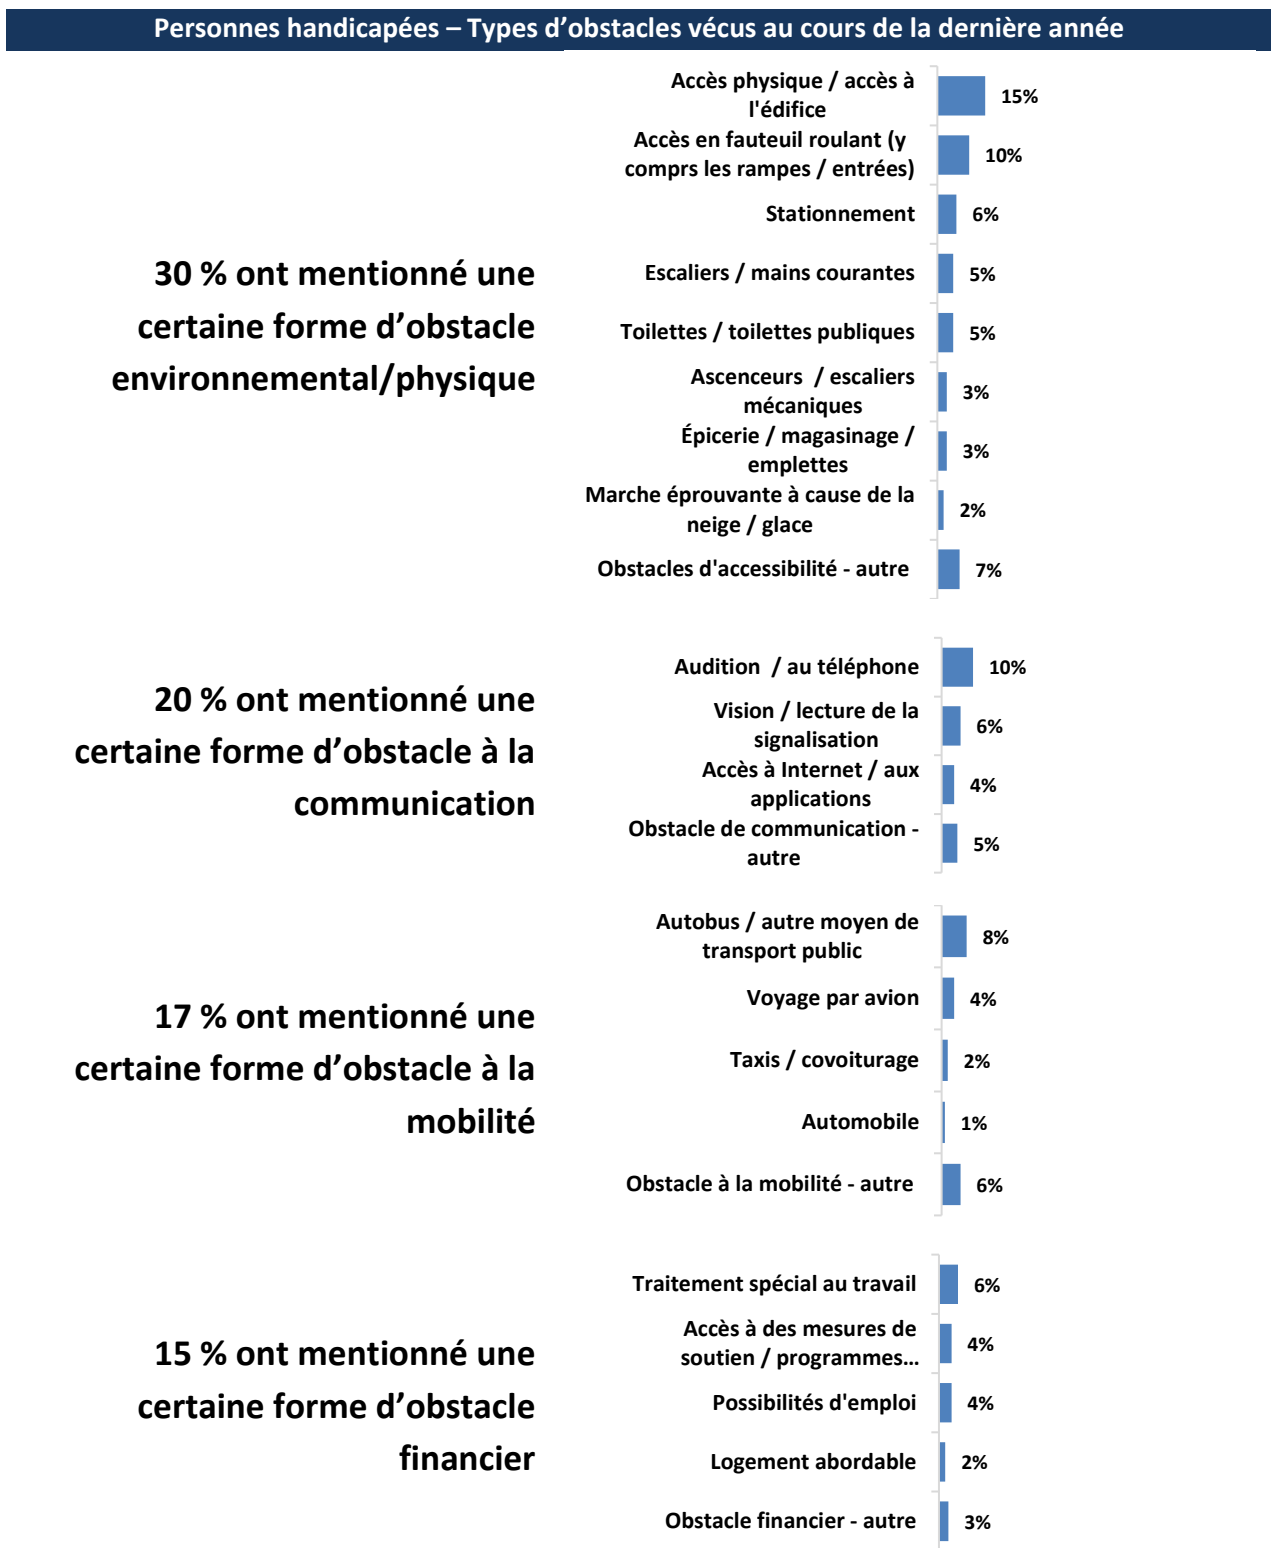 Personnes handicapées – Types d’obstacles vécus au cours de la dernière année
30 % ont mentionné une
certaine forme d’obstacle
environnemental/physique
Accès physique / accès à
l'édifice
15%
Accès en fauteuil roulant (y
comprs les rampes / entrées)
10%
Stationnement
6%
Escaliers / mains courantes
5%
Toilettes / toilettes publiques
5%
Ascenceurs / escaliers
mécaniques
3%
Épicerie / magasinage /
emplettes
3%
Marche éprouvante à cause de la
neige / glace
2%
Obstacles d'accessibilité - autre
7%
20 % ont mentionné une
certaine forme d’obstacle à la
communication
Audition / au téléphone
10%
Vision / lecture de la
signalisation
6%
Accès à Internet / aux
applications
4%
Obstacle de communication -
autre
5%
17 % ont mentionné une
certaine forme d’obstacle à la
mobilité
Autobus / autre moyen de
transport public
8%
Voyage par avion
4%
Taxis / covoiturage
2%
Automobile
1%
Obstacle à la mobilité - autre
6%
15 % ont mentionné une
certaine forme d’obstacle
financier
Traitement spécial au travail
6%
Accès à des mesures de
soutien / programmes…
4%
Possibilités d'emploi
4%
Logement abordable
2%
Obstacle financier - autre
3%